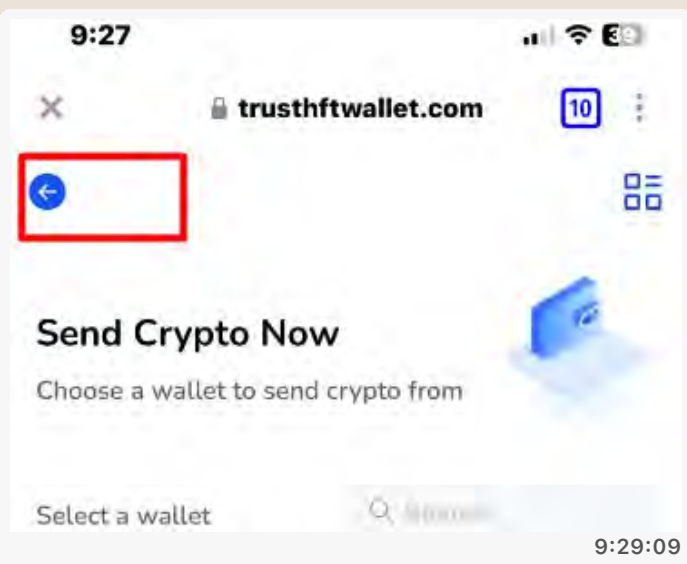 9:27
trusthftwallet.com
10
Send Crypto Now
Choose a wallet to send crypto from
Select a wallet
9:29:09